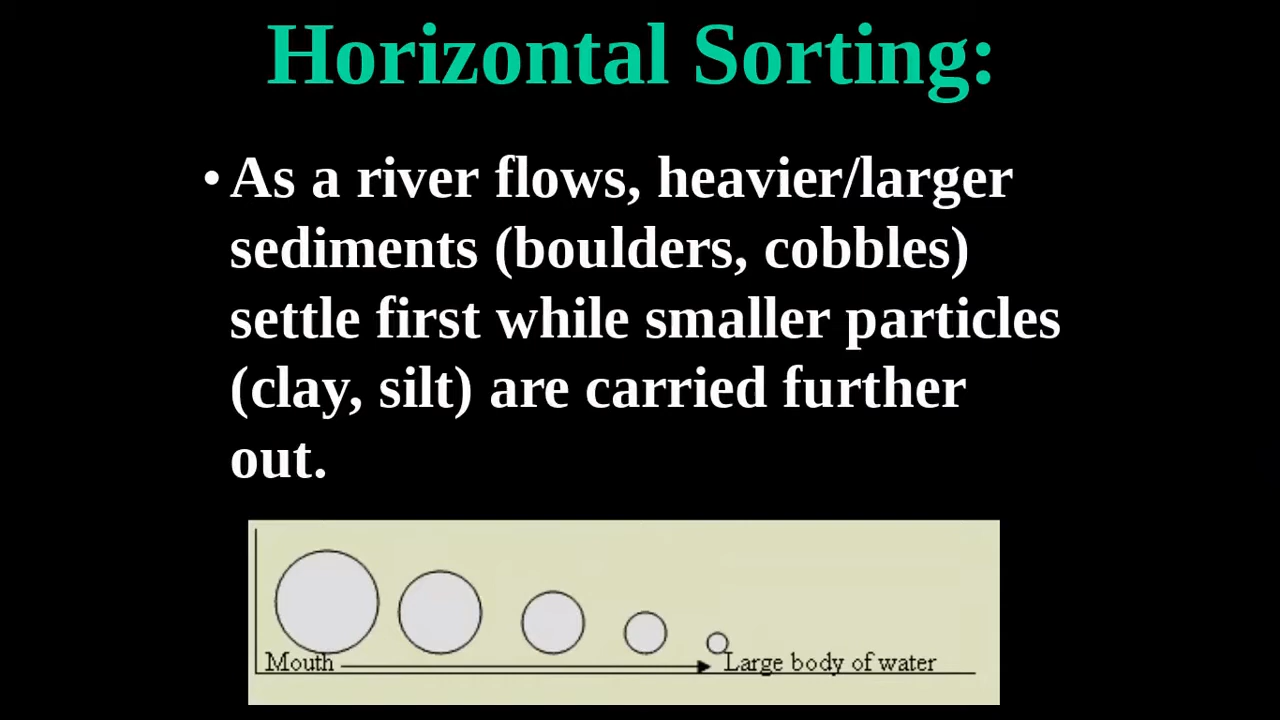 Horizontal Sorting:
• As a river flows, heavier/larger
sediments (boulders, cobbles)
settle first while smaller particles
(clay, silt) are carried further
out.
Mouth Large body of water